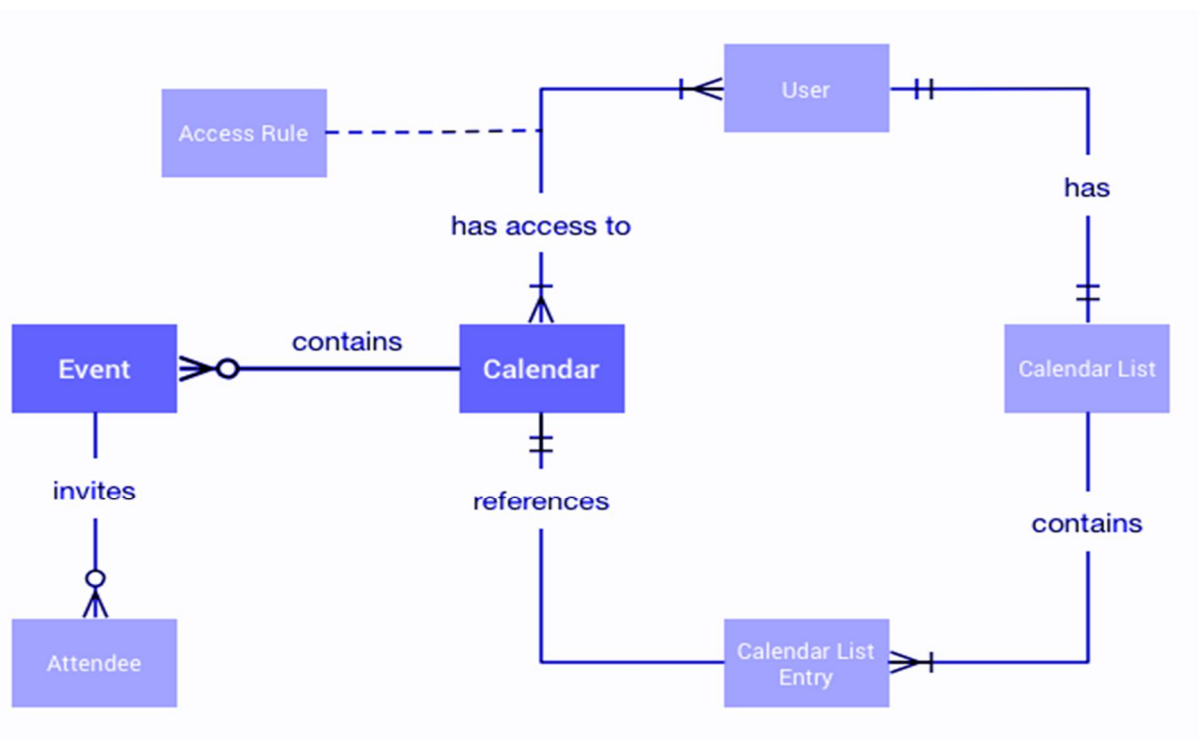 User
Access Rule
has
has access to
contains
Event
Calendar
Calendar List
invites
references
contains
Calendar List
Entry
Attendee